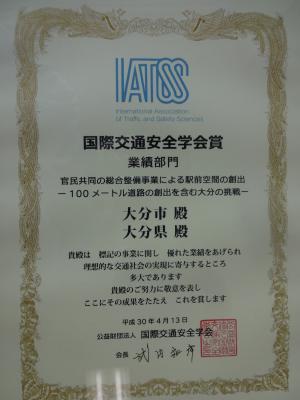 IATSS
International Association
of Traffic and Safety Sciences
国際交通安全学会賞
業績部門
官民共同の総合整備事業による駅前空間の創出
－100メートル道路の創出を含む大分の挑戦－
大分市 殿
大分県 殿
貴殿は 標記の事業に関し 優れた業績をあげられ
理想的な交通社会の実現に寄与するところ
多大であります
貴殿のご努力に敬意を表し
ここにその成果をたたえ これを賞します
平成30年4月13日
公益財団法人 国際交通安全学会
会長